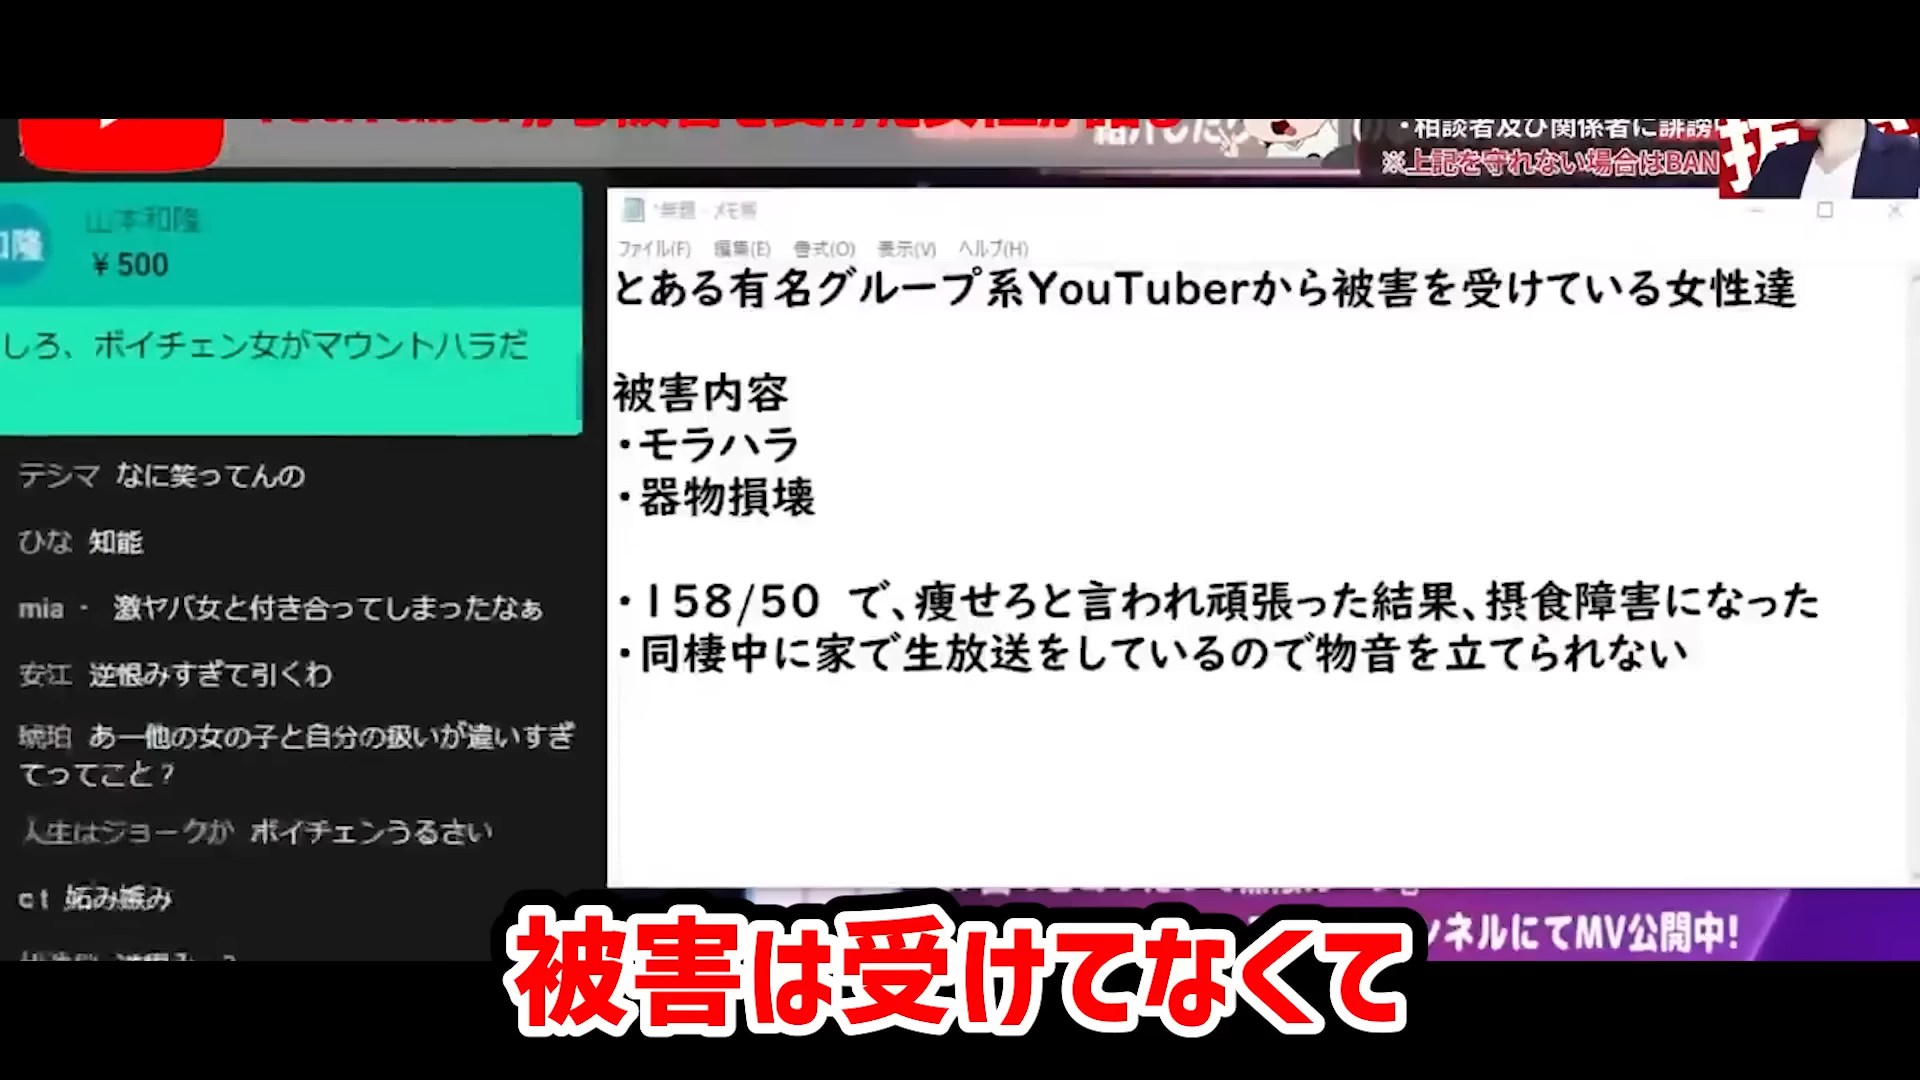 ・相談者及び関係者に誹謗
※上記を守れない場合はBAN
山本和隆
￥500
しろ、ボイチェン女がマウントハラだ
テシマ なに笑ってんの
ひな 知能
mia ・ 激ヤバ女と付き合ってしまったなぁ
安江 逆恨みすぎて引くわ
琥珀 あー他の女の子と自分の扱いが違いすぎ
てってこと？
人生はジョークか ボイチェンうるさい
ct 妬み嫉み
*無題 - メモ帳
ファイル(F) 編集(E) 書式(O) 表示(V) ヘルプ(H)
とある有名グループ系YouTuberから被害を受けている女性達
被害内容
・モラハラ
・器物損壊
・158/50 で、痩せろと言われ頑張った結果、摂食障害になった
・同棲中に家で生放送をしているので物音を立てられない
ンネルにてMV公開中!
被害は受けてなくて